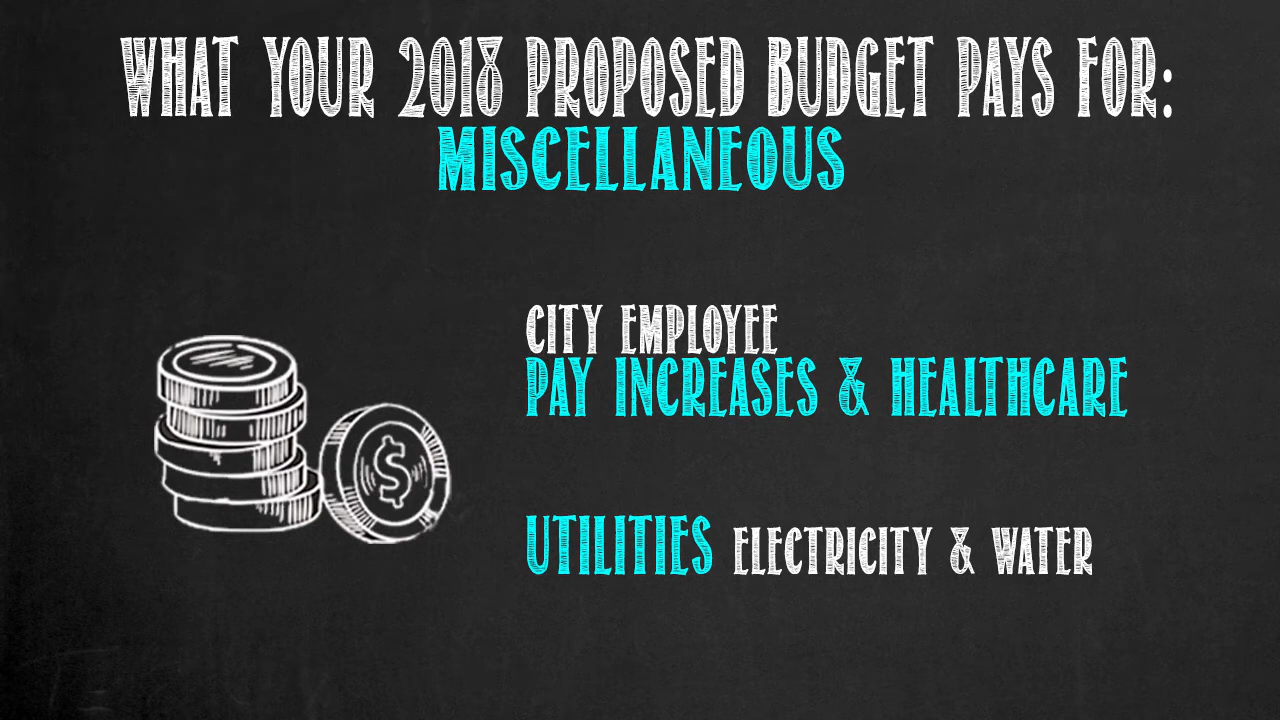 WHAT YOUR 2018 PROPOSED BUDGET PAYS FOR:
MISCELLANEOUS
CITY EMPLOYEE
PAY INCREASES & HEALTHCARE
$
UTILITIES ELECTRICITY & WATER